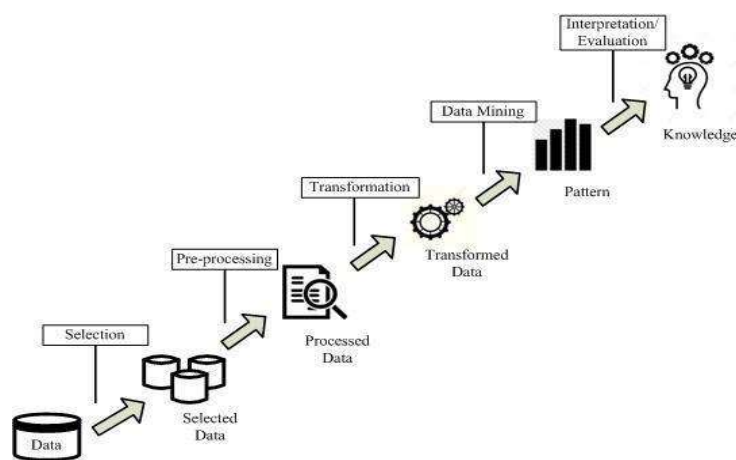 Interpretation/
Evaluation
Knowledge
Data Mining
Pattern
Transformation
Transformed
Data
Pre-processing
Processed
Data
Selection
Selected
Data
Data